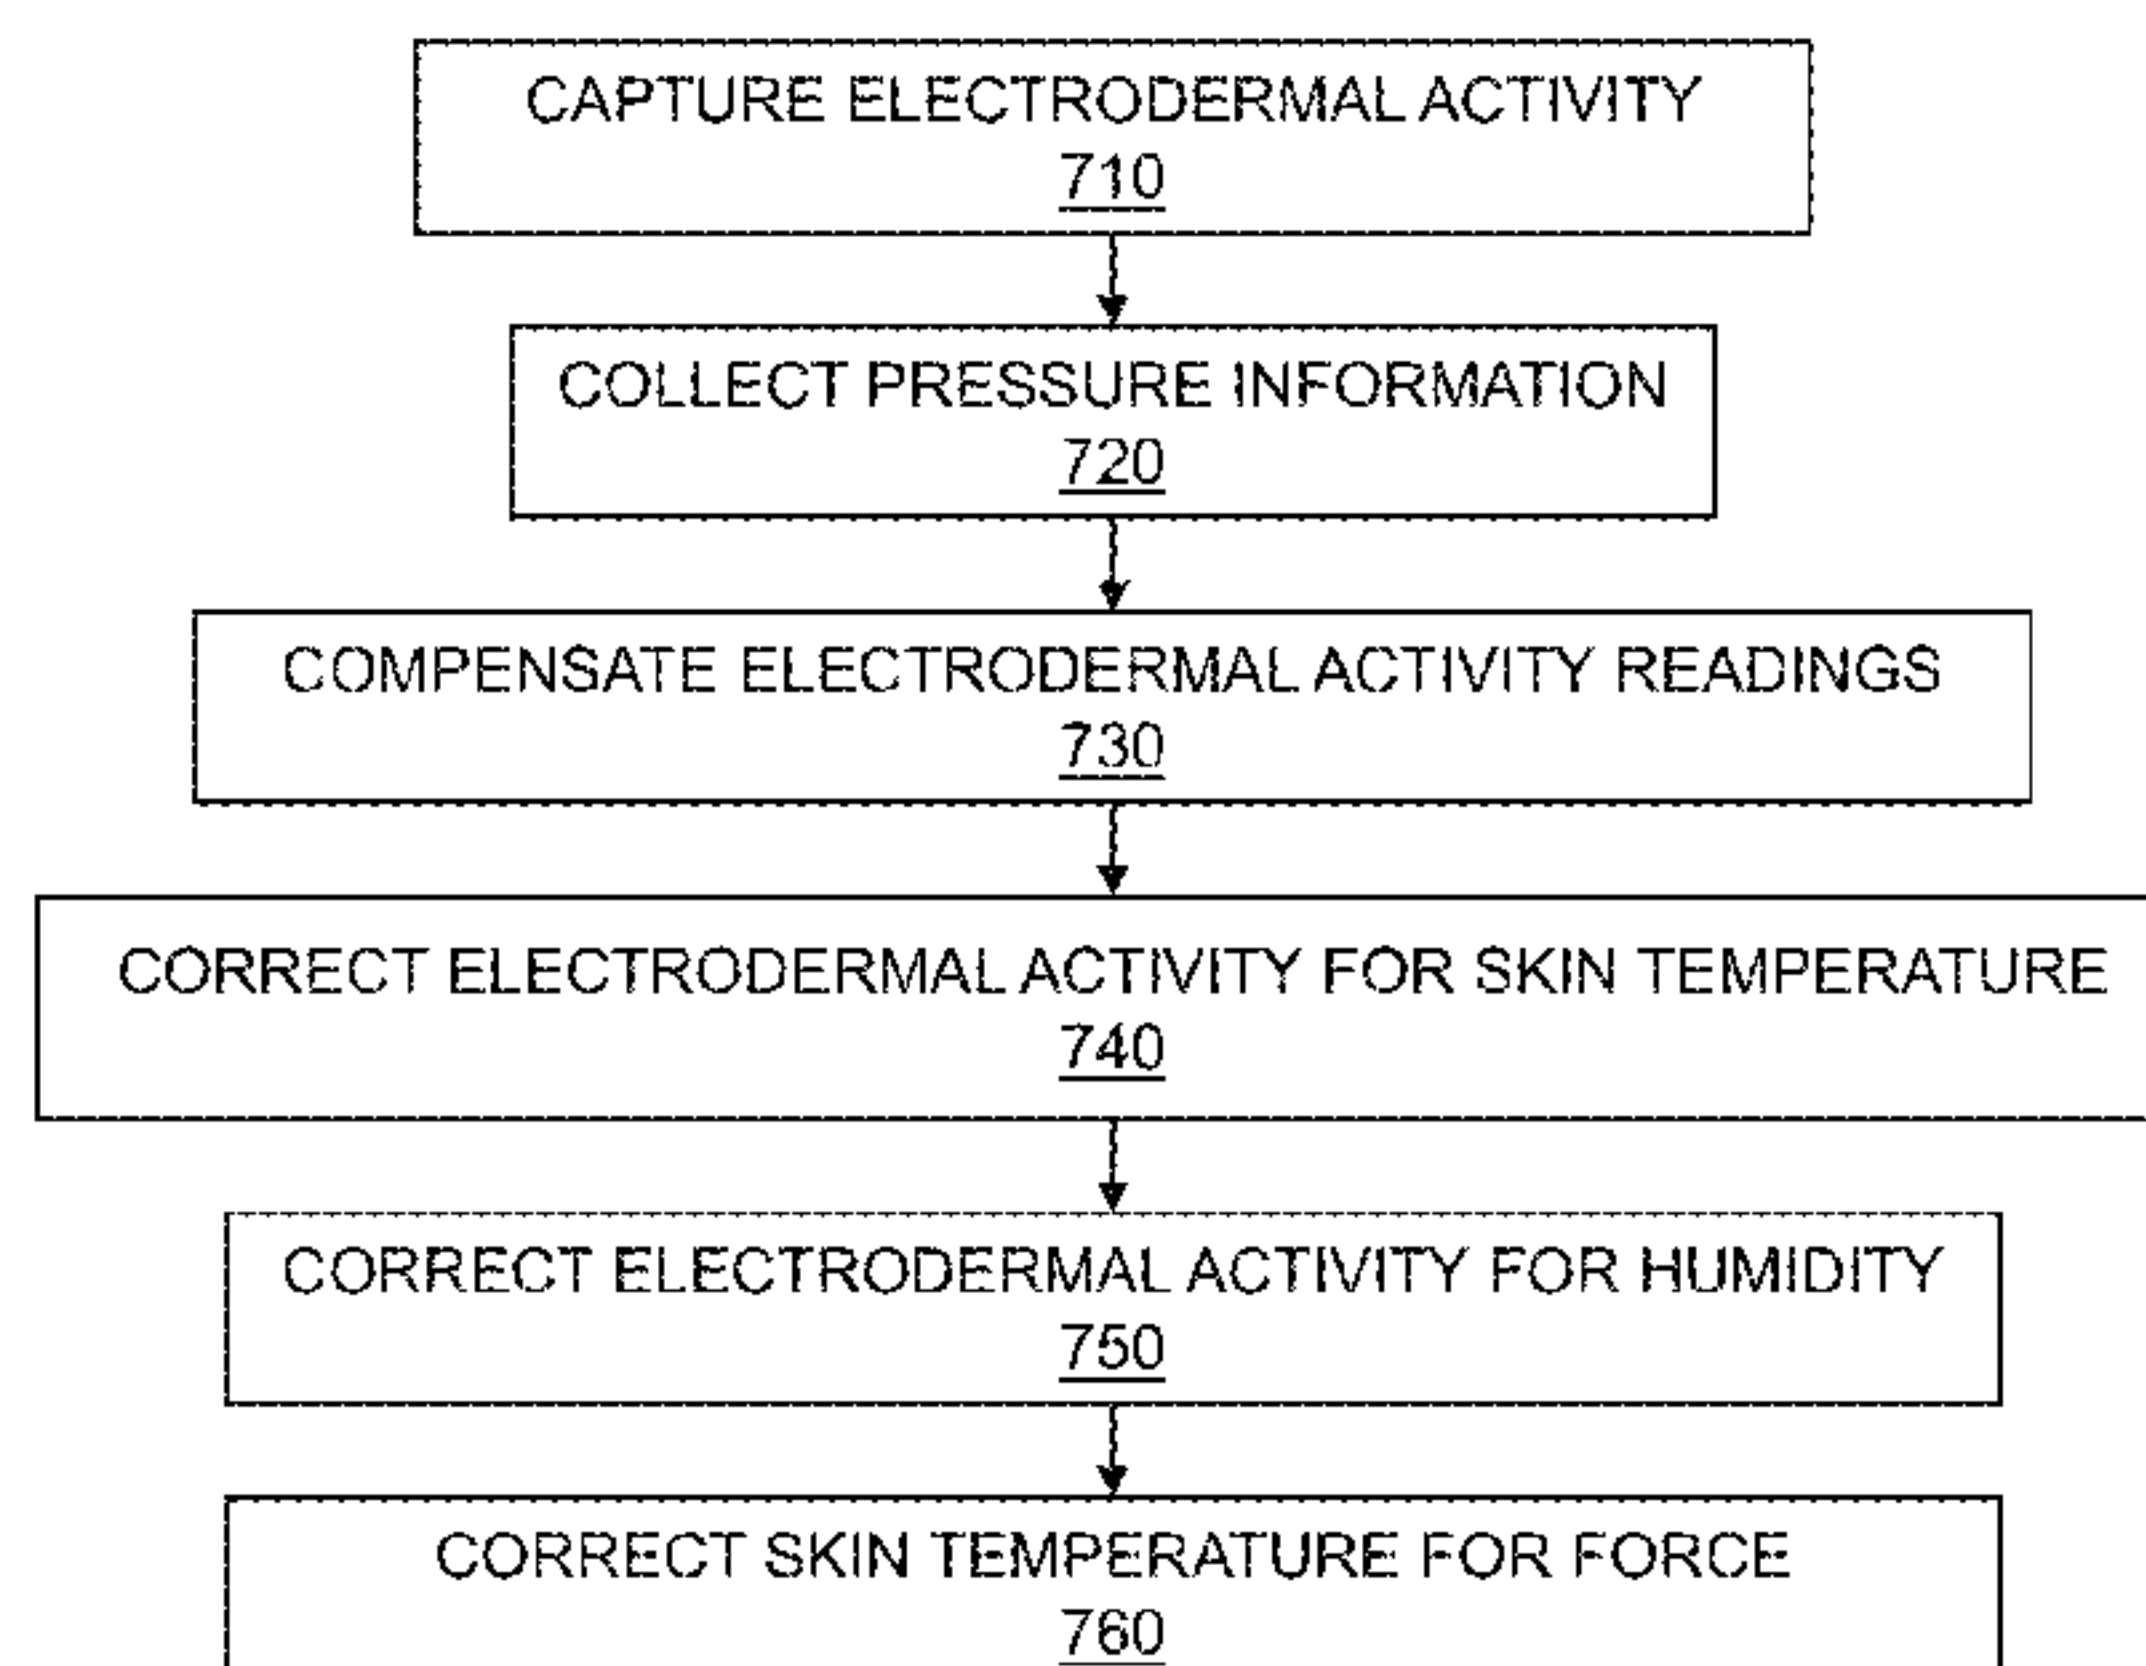 CAPTURE ELECTRODERMAL ACTIVITY
710
COLLECT PRESSURE INFORMATION
720
COMPENSATE ELECTRODERMAL ACTIVITY READINGS
730
CORRECT ELECTRODERMAL ACTIVITY FOR SKIN TEMPERATURE
740
CORRECT ELECTRODERMAL ACTIVITY FOR HUMIDITY
750
CORRECT SKIN TEMPERATURE FOR FORCE
760